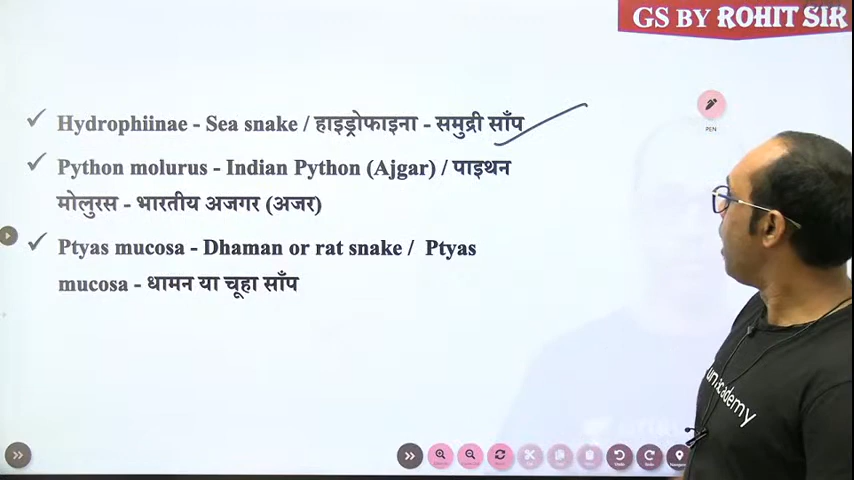 GS BY ROHIT SIR
Hydrophiinae - Sea snake / हाइड्रोफाइना - समुद्री साँप
PEN
Python molurus - Indian Python (Ajgar) / पाइथन
मोलुरस - भारतीय अजगर (अजर)
Ptyas mucosa - Dhaman or rat snake / Ptyas
mucosa - धामन या चूहा साँप
unacademy